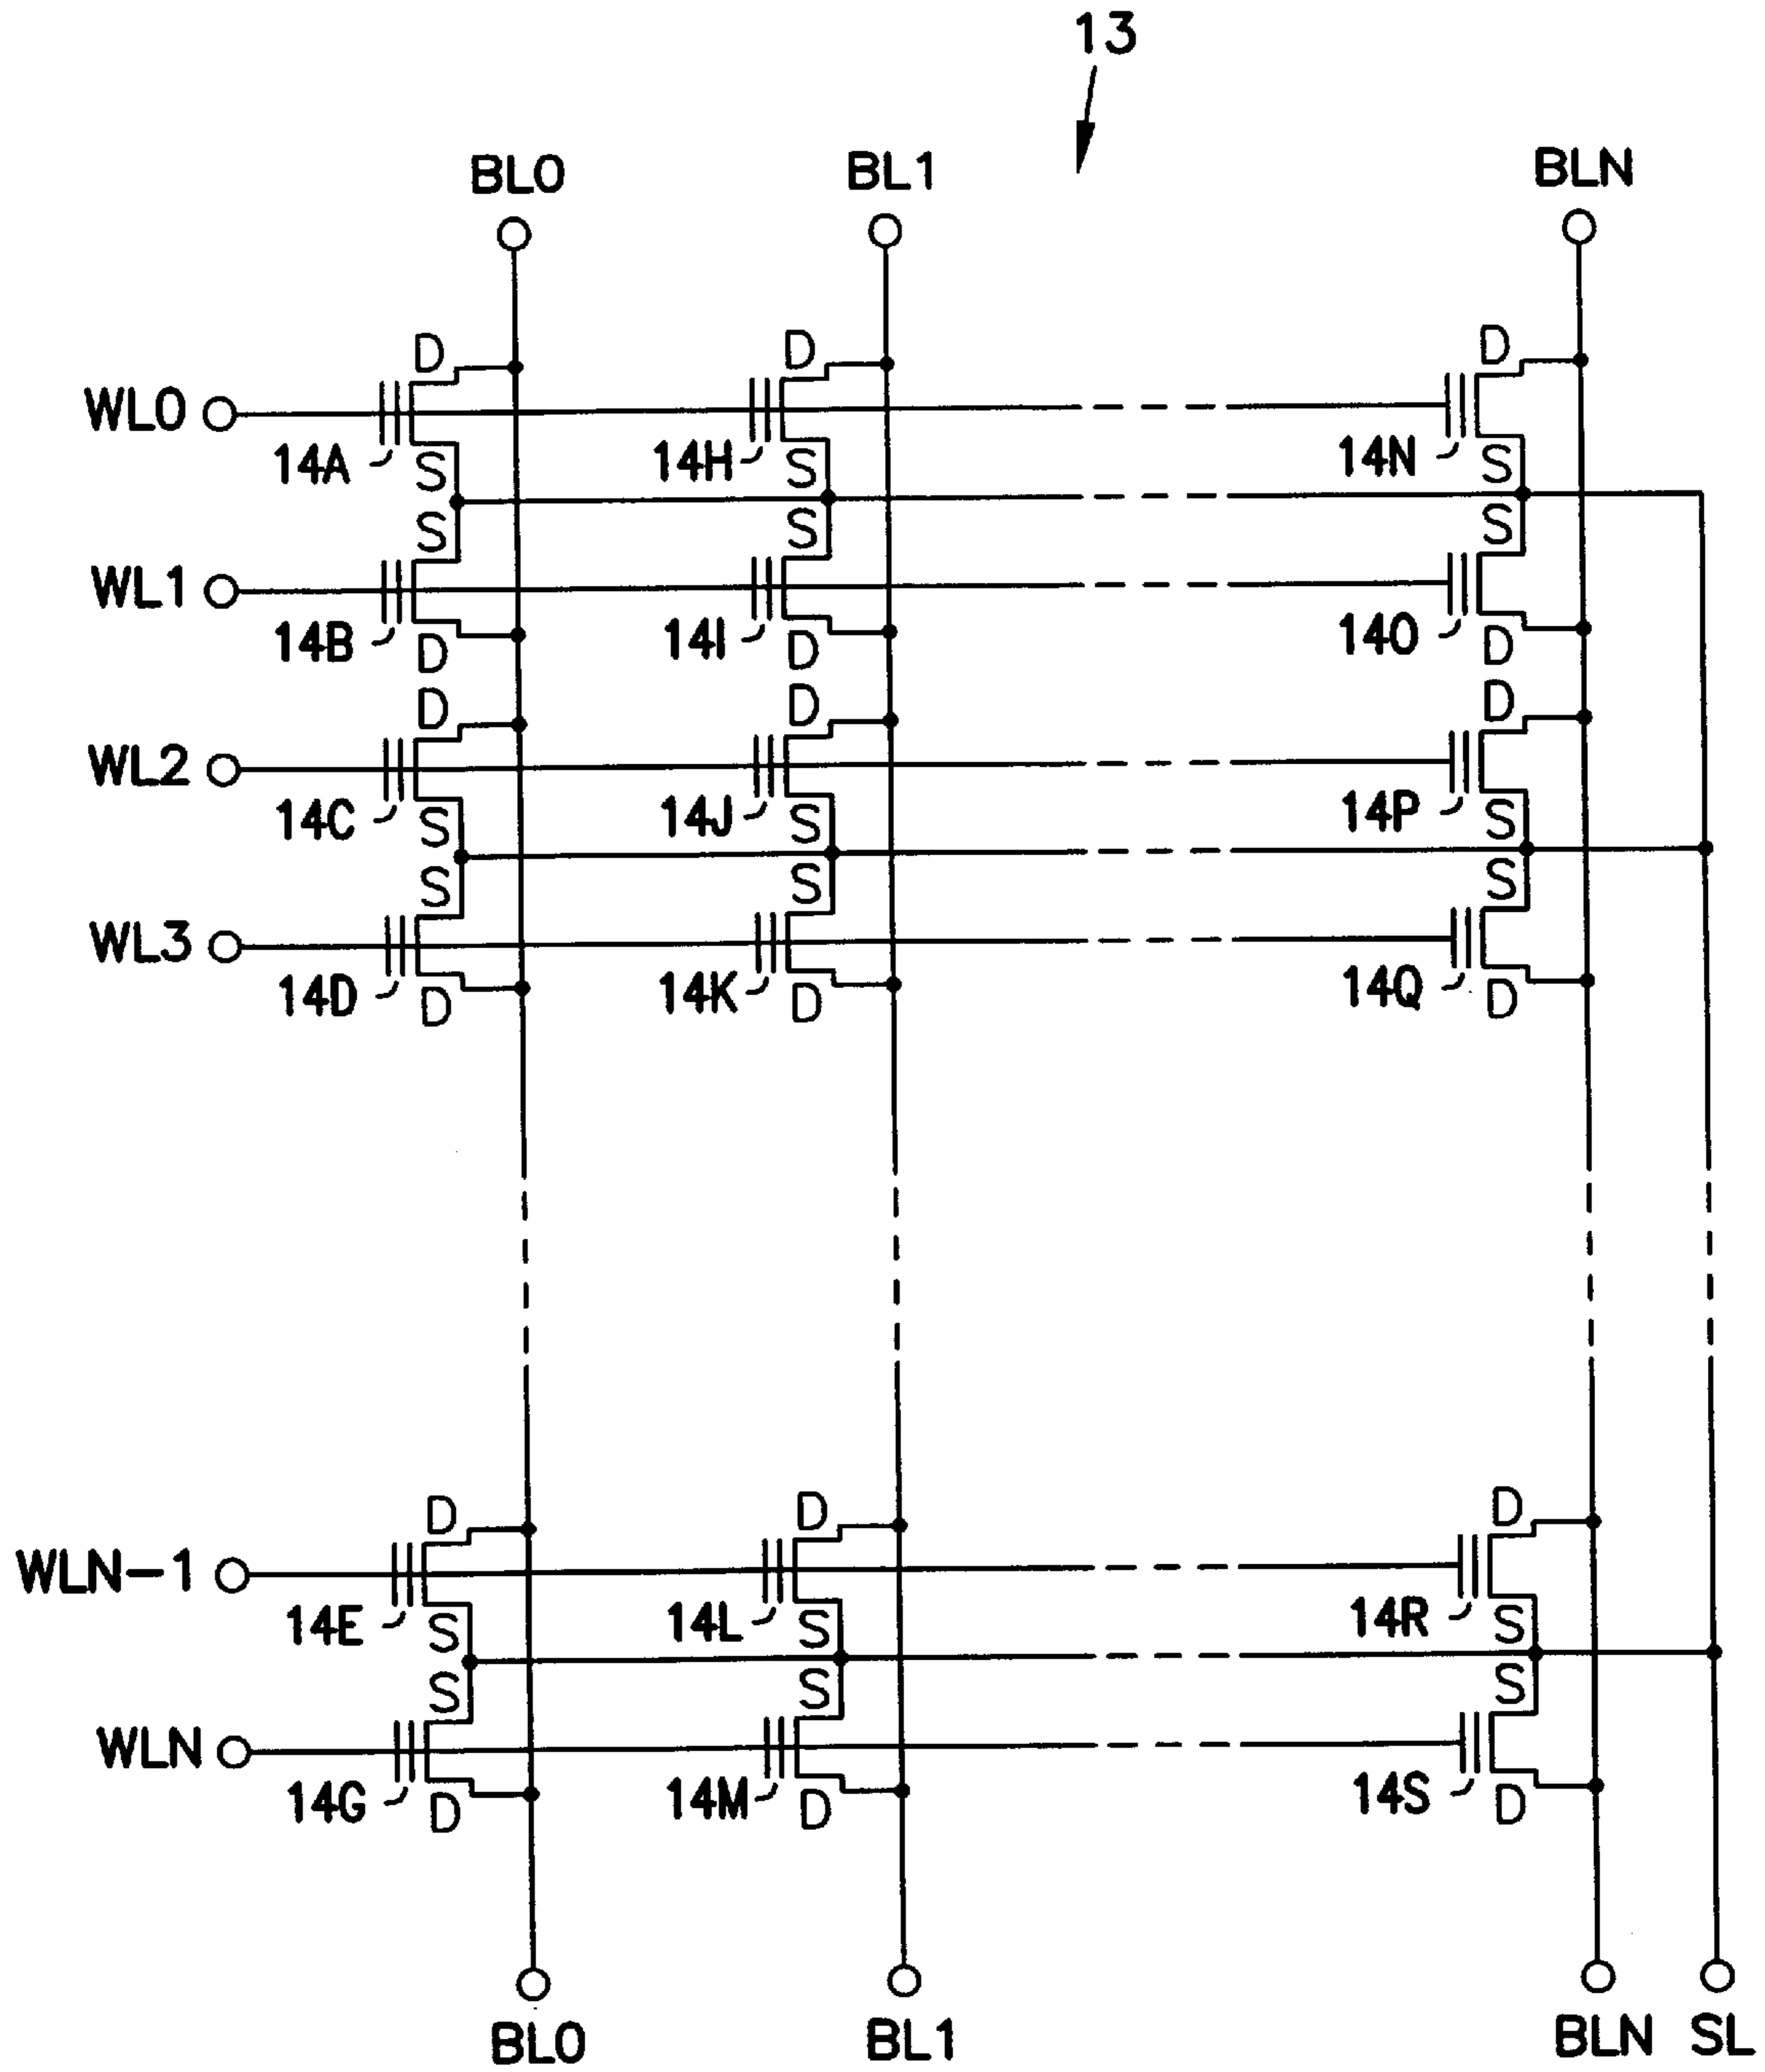 13
BL0 BL1 BLN
D D D
WL0
14A 14H 14N
S S S
S S S
WL1
14B 14I 14O
D D D
D D D
WL2
14C 14J 14P
S S S
S S S
WL3
14D 14K 14Q
D D D
D D D
WLN-1
14E 14L 14R
S S S
S S S
WLN
14G 14M 14S
D D D
BL0 BL1 BLN SL